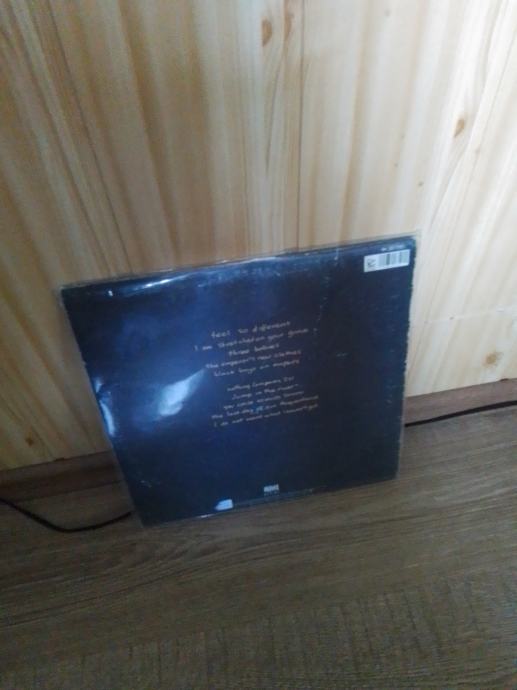 feel so different
I am stretched on your grave
three babies
the emperor's new clothes
black boys on mopeds
nothing compares 2 U
Jump in the river
you cause as much sorrow
the last day of our acquaintance
I do not want what I haven't got